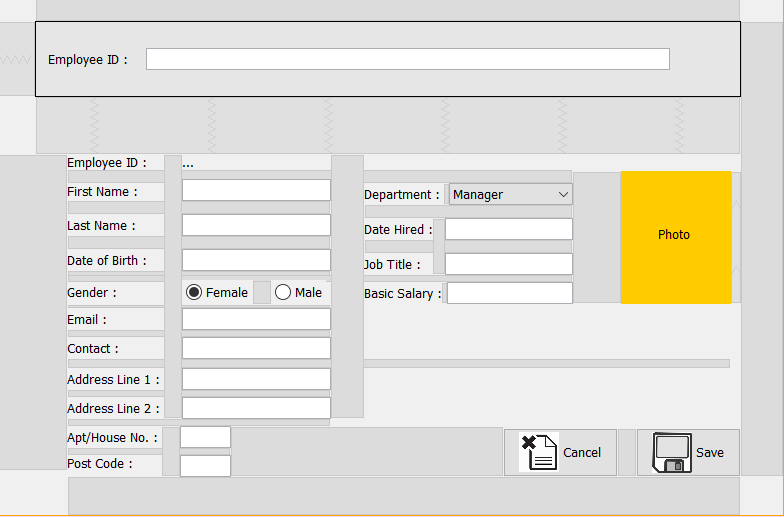 Employee ID :
Employee ID : ...
First Name :
Last Name :
Date of Birth :
Gender : Female Male
Email :
Contact :
Address Line 1 :
Address Line 2 :
Apt/House No. :
Post Code :
Department : Manager
Date Hired :
Job Title :
Basic Salary :
Photo
Cancel
Save